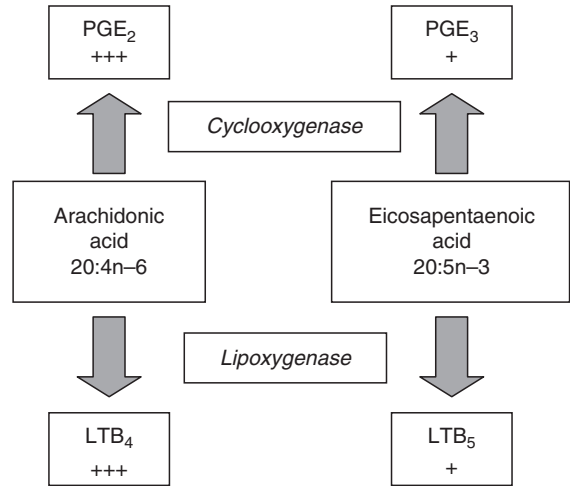 PGE₂
+++
PGE₃
+
Cyclooxygenase
Arachidonic
acid
20:4n–6
Eicosapentaenoic
acid
20:5n–3
Lipoxygenase
LTB₄
+++
LTB₅
+